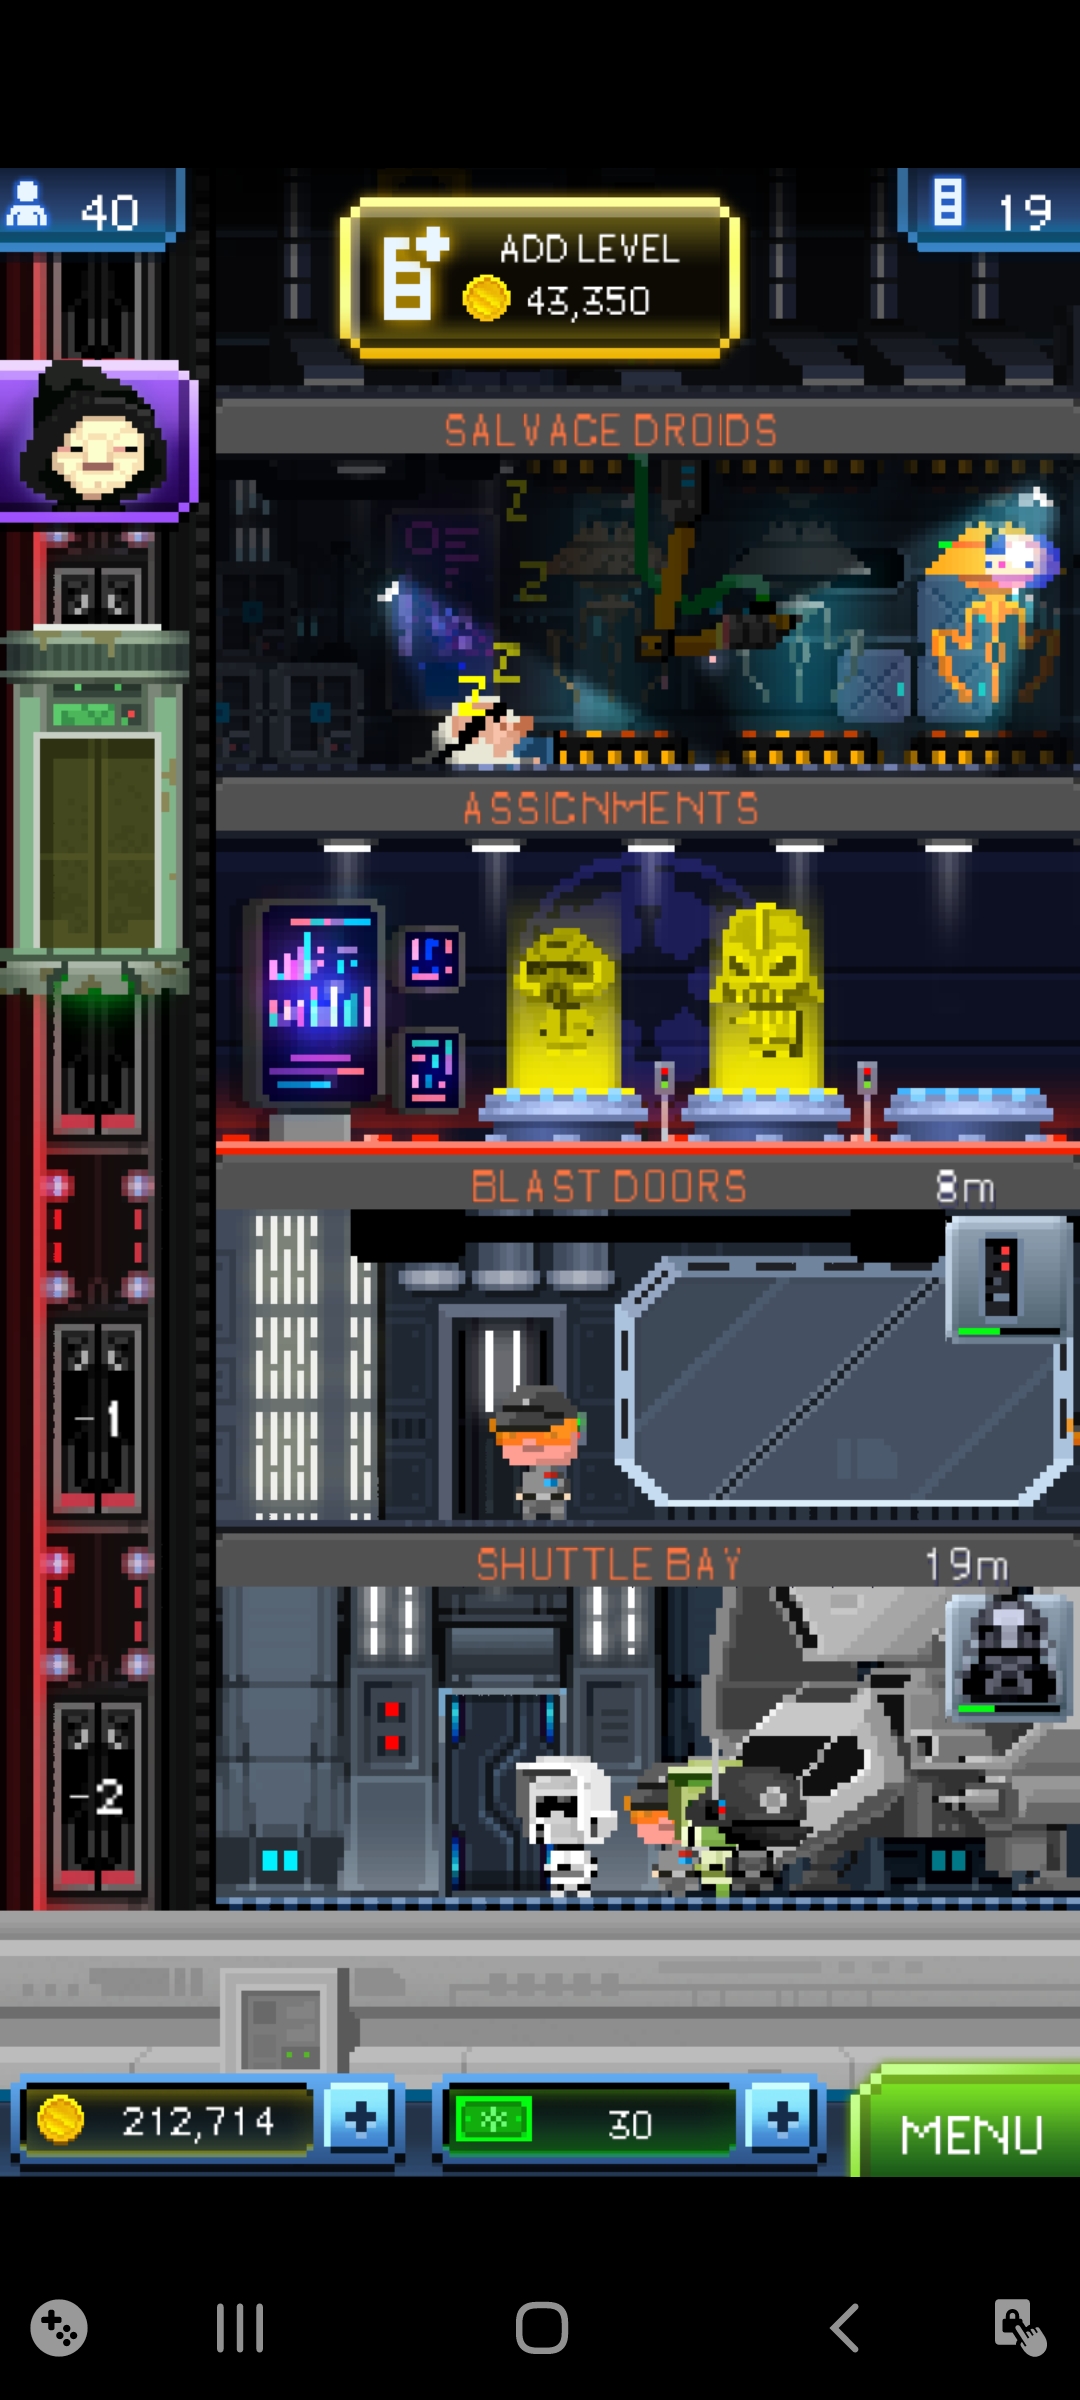 40
ADD LEVEL
43,350
19
SALVAGE DROIDS
Z
Z
Z
Z
ASSIGNMENTS
BLAST DOORS 8m
-1
SHUTTLE BAY 19m
-2
212,714
30
MENU